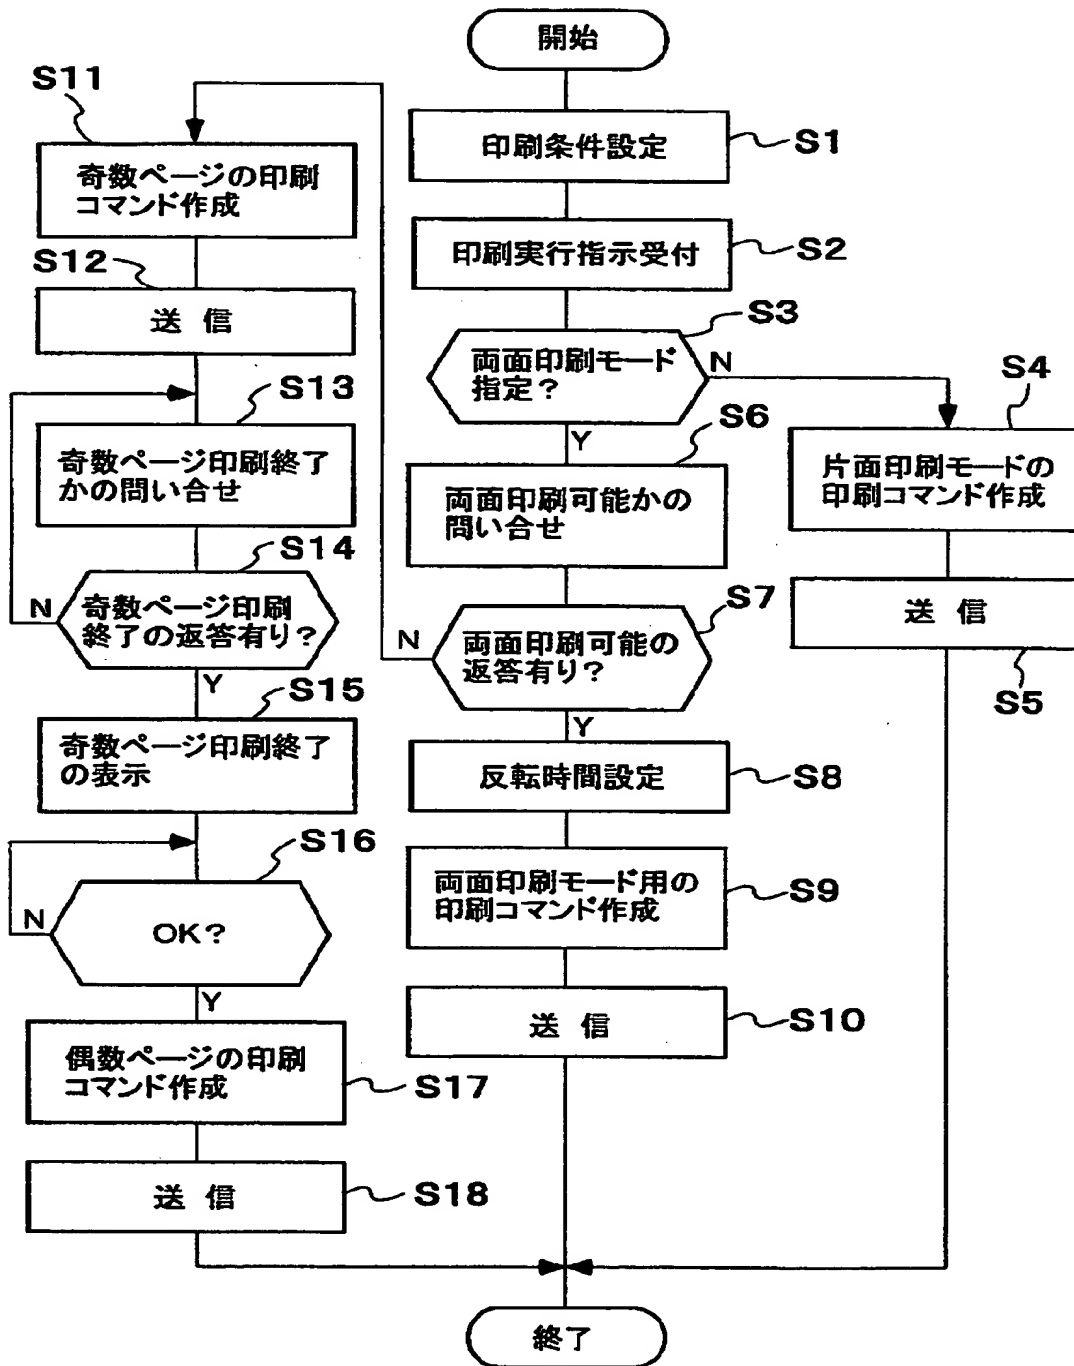 開始
S1
印刷条件設定
S2
印刷実行指示受付
S3
両面印刷モード
指定?
N
Y
S4
片面印刷モードの
印刷コマンド作成
送信
S5
S6
両面印刷可能かの
問い合せ
S7
両面印刷可能の
返答有り?
N
Y
反転時間設定
S8
両面印刷モード用の
印刷コマンド作成
S9
送信
S10
S11
奇数ページの印刷
コマンド作成
S12
送信
S13
奇数ページ印刷終了
かの問い合せ
S14
奇数ページ印刷
終了の返答有り?
N
Y
S15
奇数ページ印刷終了
の表示
S16
OK?
N
Y
偶数ページの印刷
コマンド作成
S17
送信
S18
終了